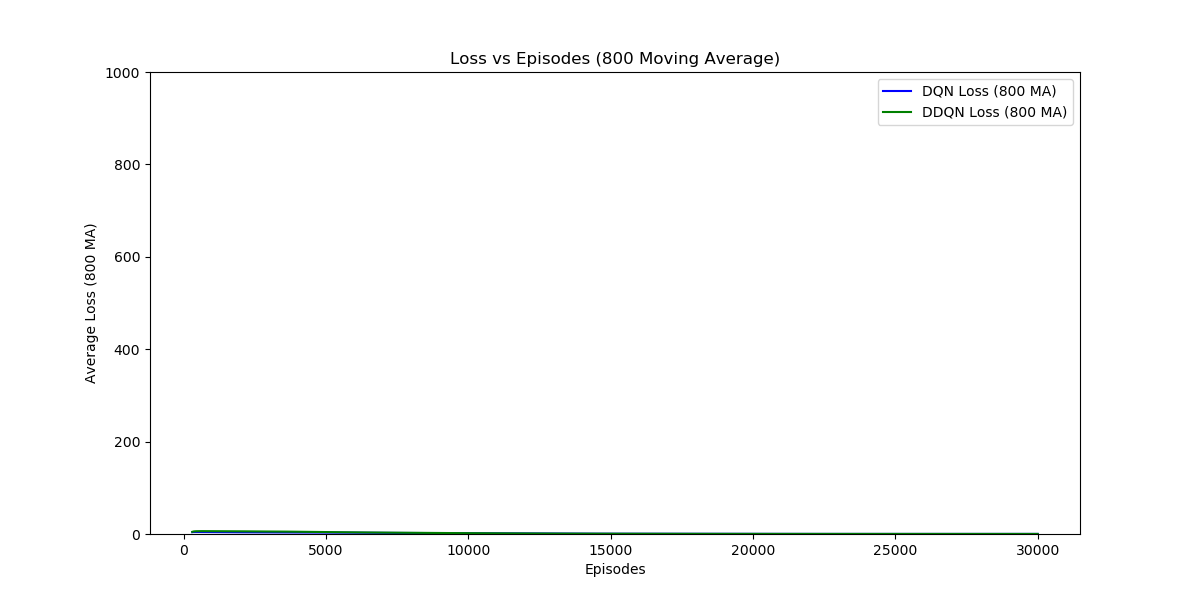 Loss vs Episodes (800 Moving Average)
DQN Loss (800 MA)
DDQN Loss (800 MA)
Average Loss (800 MA)
1000
800
600
400
200
0
0 5000 10000 15000 20000 25000 30000
Episodes